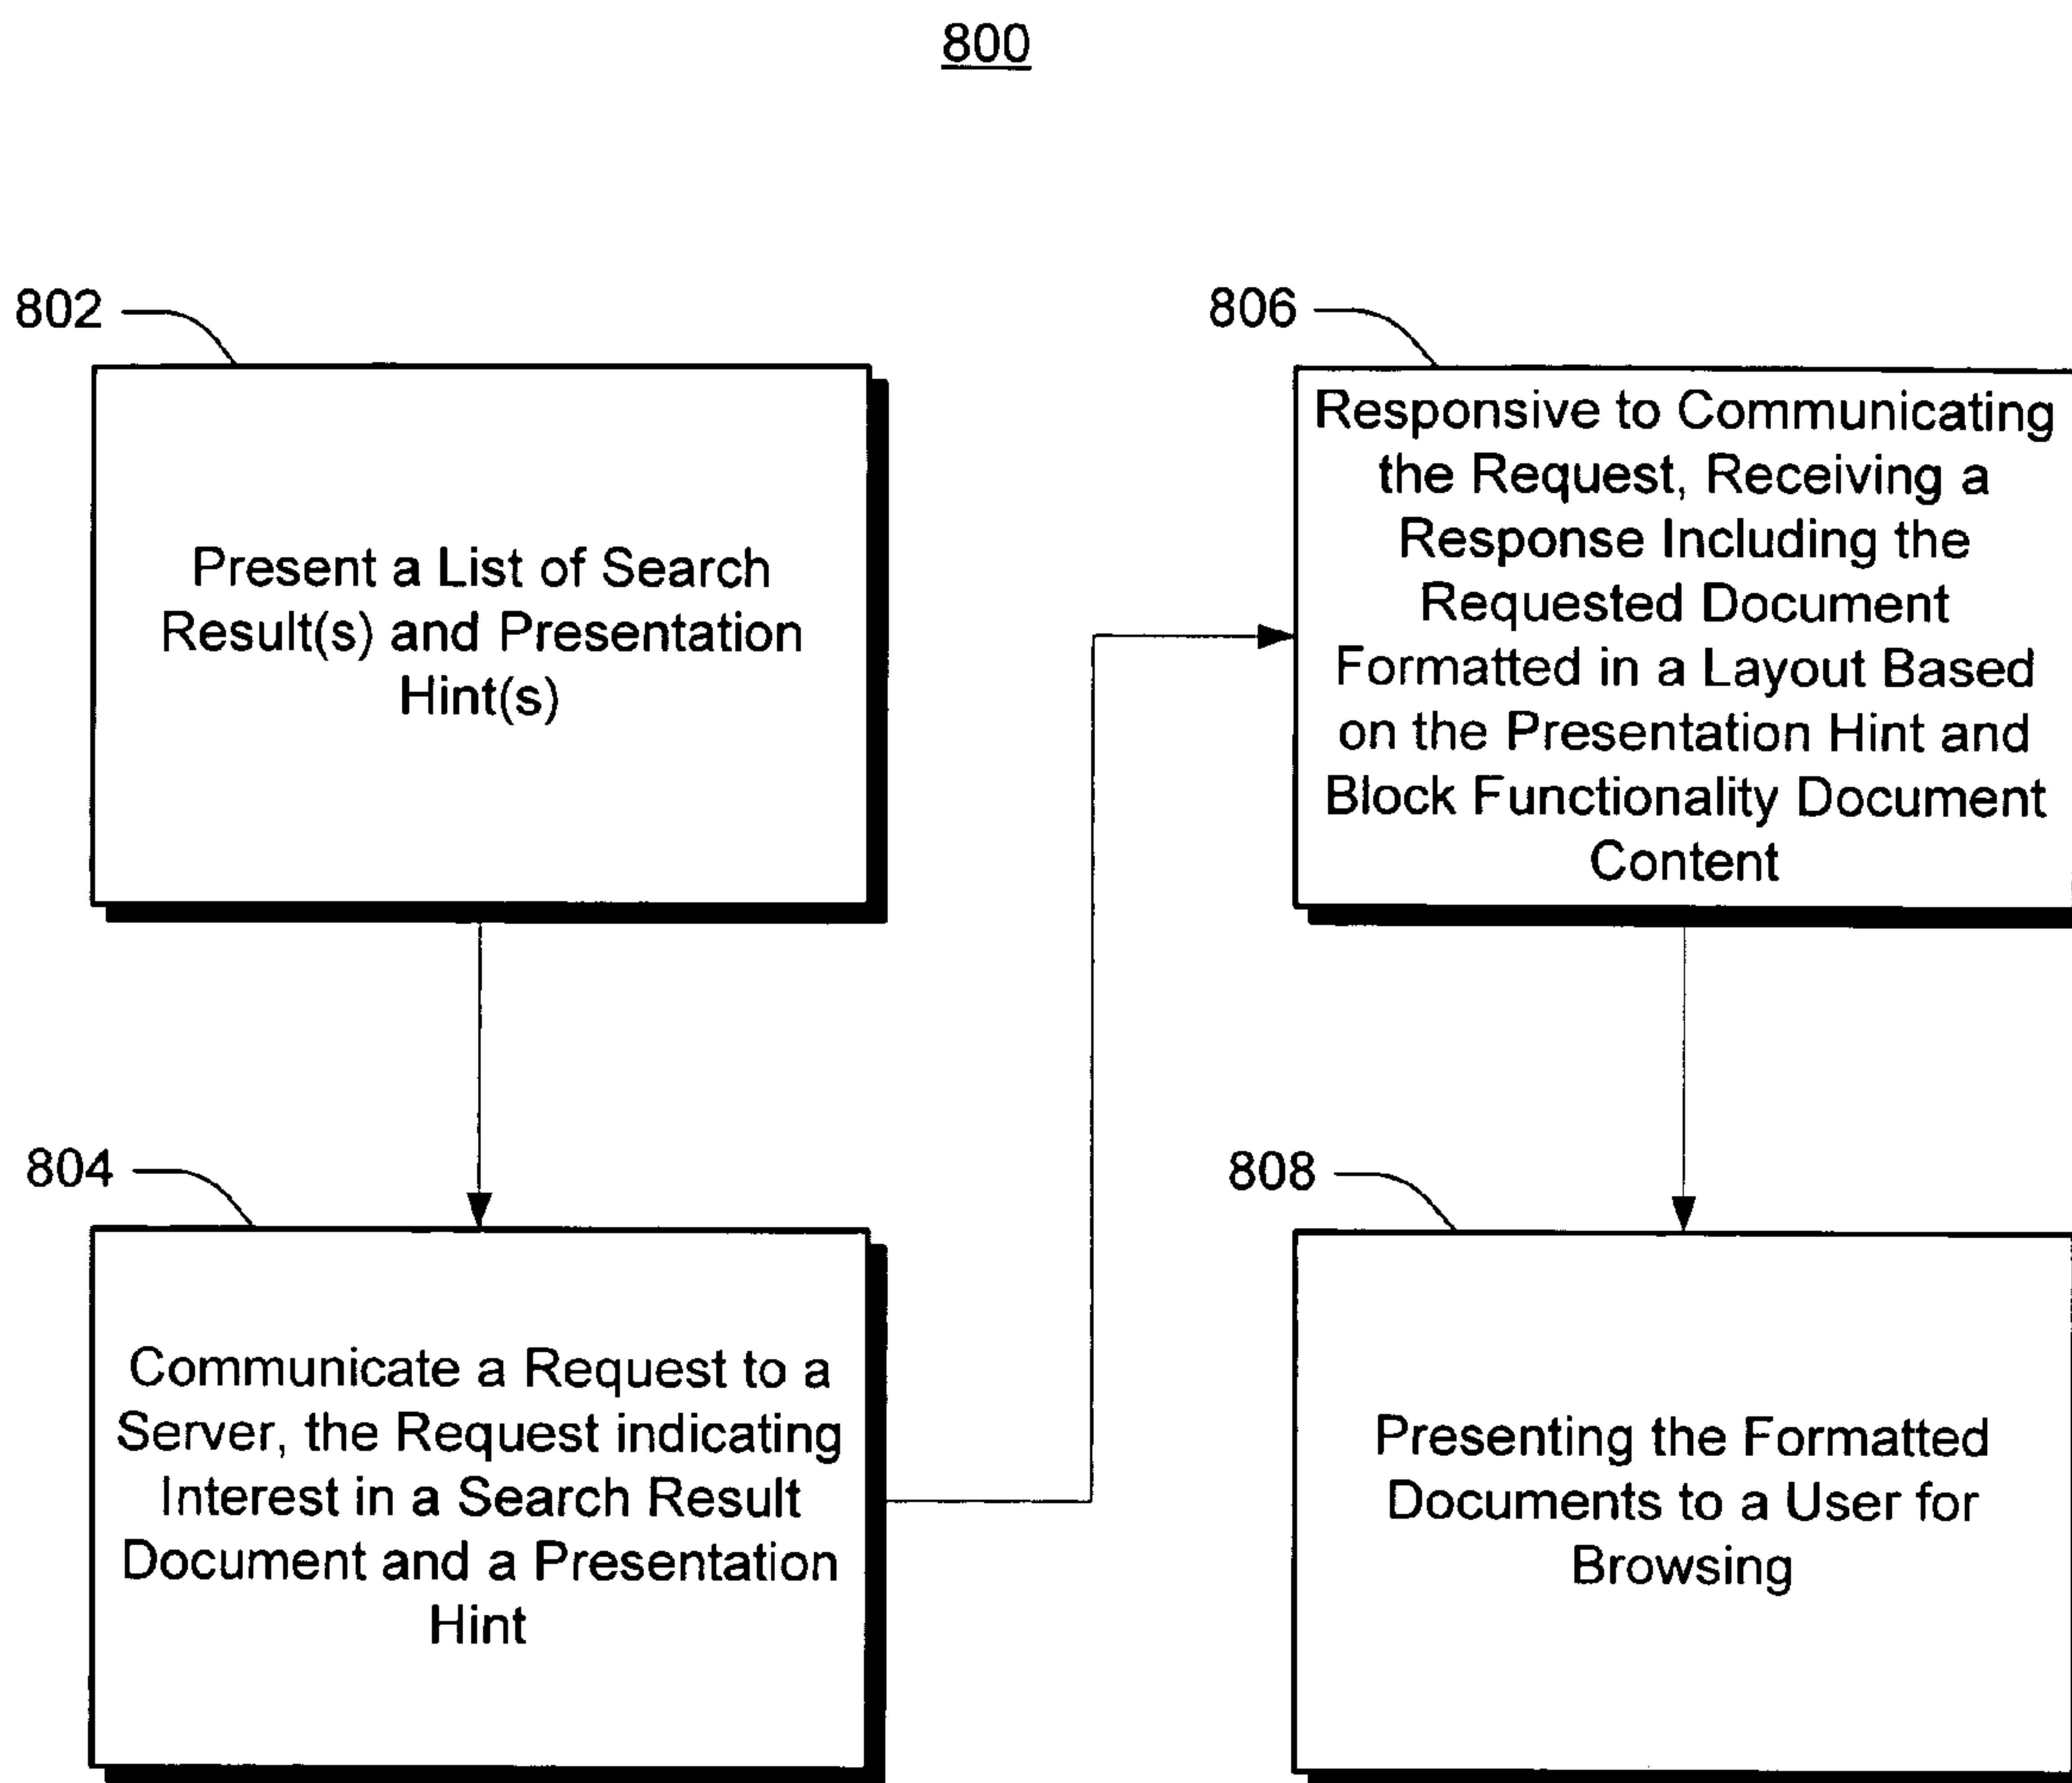 800
802
Present a List of Search
Result(s) and Presentation
Hint(s)
804
Communicate a Request to a
Server, the Request indicating
Interest in a Search Result
Document and a Presentation
Hint
806
Responsive to Communicating
the Request, Receiving a
Response Including the
Requested Document
Formatted in a Layout Based
on the Presentation Hint and
Block Functionality Document
Content
808
Presenting the Formatted
Documents to a User for
Browsing